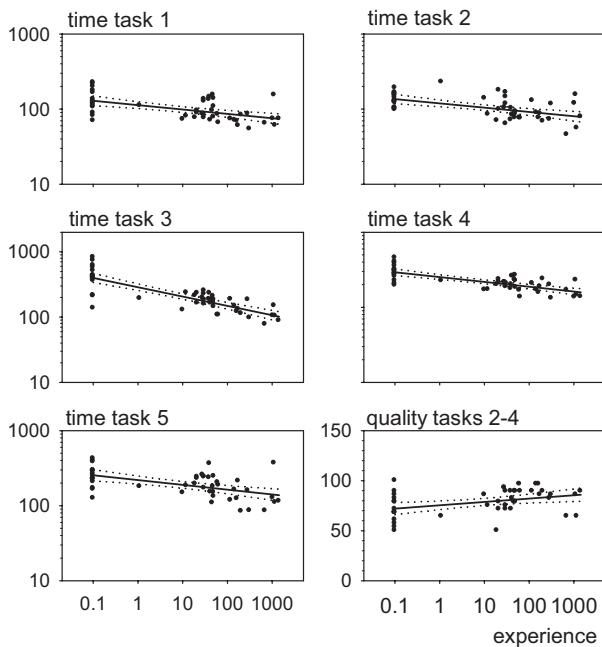 time task 1
time task 2
1000
100
10
time task 3
time task 4
1000
100
10
time task 5
quality tasks 2-4
1000
100
10
150
100
50
0
0.1 1 10 100 1000
0.1 1 10 100 1000
experience